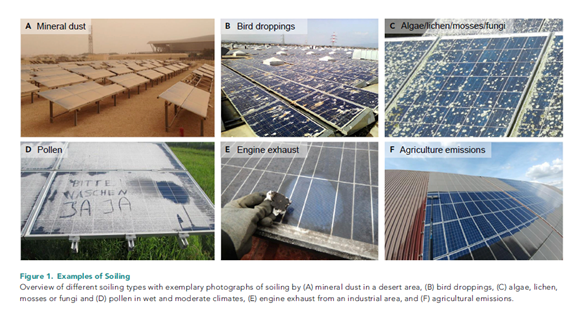 A Mineral dust
B Bird droppings
C Algae/lichen/mosses/fungi
D Pollen
BITTE
WASCHEN
JA JA
E Engine exhaust
F Agriculture emissions
Figure 1. Examples of Soiling
Overview of different soiling types with exemplary photographs of soiling by (A) mineral dust in a desert area, (B) bird droppings, (C) algae, lichen,
mosses or fungi and (D) pollen in wet and moderate climates, (E) engine exhaust from an industrial area, and (F) agricultural emissions.